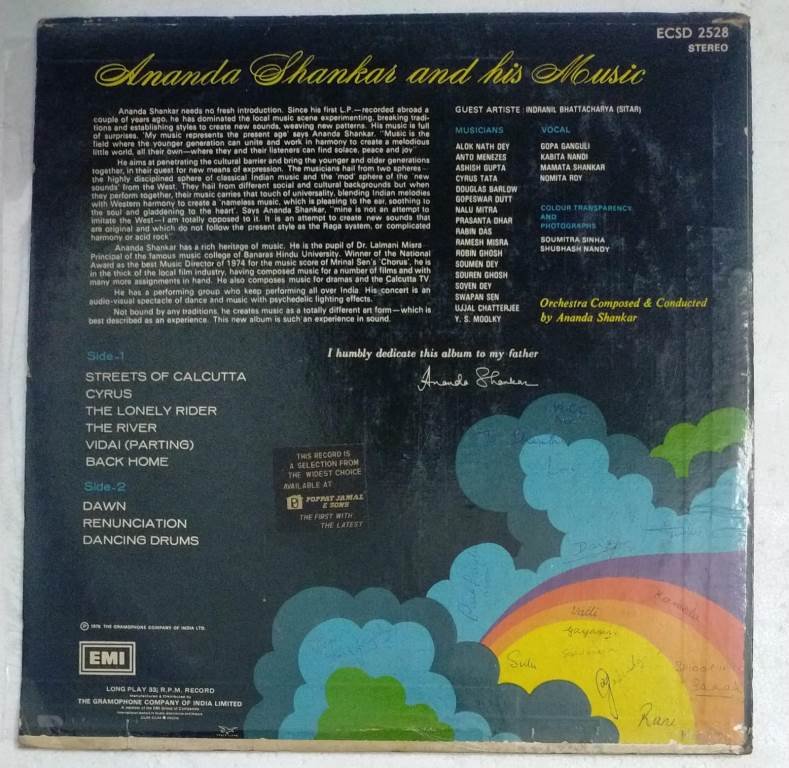 ECSD 2528
STEREO
Ananda Shankar and his Music
Ananda Shankar needs no fresh introduction. Since his first L.P.—recorded abroad a
couple of years ago, he has dominated the local music scene experimenting, breaking tradi-
tions and establishing styles to create new sounds, weaving new patterns. His music is full
of surprises. 'My music represents the present age' says Ananda Shankar. "Music is the
field where the younger generation can unite and work in harmony to create a melodious
little world, all their own—where they and their listeners can find solace, peace and joy"
He aims at penetrating the cultural barrier and bring the younger and older generations
together, in their quest for new means of expression. The musicians hail from two spheres—
the highly disciplined sphere of classical Indian music and the 'mod' sphere of the 'new
sounds' from the West. They hail from different social and cultural backgrounds but when
they perform together, their music carries that touch of universality, blending Indian melodies
with Western harmony to create a 'nameless music, which is pleasing to the ear, soothing to
the soul and gladdening to the heart'. Says Ananda Shankar, "mine is not an attempt to
imitate the West—I am totally opposed to it. It is an attempt to create new sounds that
are original and which do not follow the present style as the Raga system, or complicated
harmony or acid rock"
Ananda Shankar has a rich heritage of music. He is the pupil of Dr. Lalmani Misra
Principal of the famous music college of Banaras Hindu University. Winner of the National
Award as the best Music Director of 1974 for the music score of Mrinal Sen's 'Chorus', he is
in the thick of the local film industry, having composed music for a number of films and with
many more assignments in hand. He also composes music for dramas and the Calcutta TV.
He has a performing group who keep performing all over India. His concert is an
audio-visual spectacle of dance and music with psychedelic lighting effects.
Not bound by any traditions, he creates music as a totally different art form—which is
best described as an experience. This new album is such an experience in sound.
GUEST ARTISTE : INDRANIL BHATTACHARYA (SITAR)
MUSICIANS
ALOK NATH DEY
ANTO MENEZES
ASHISH GUPTA
CYRUS TATA
DOUGLAS BARLOW
GOPESWAR DUTT
NALU MITRA
PRASANTA DHAR
RABIN DAS
RAMESH MISRA
ROBIN GHOSH
SOUMEN DEY
SOUREN GHOSH
SOVEN DEY
SWAPAN SEN
UJJAL CHATTERJEE
Y. S. MOOLKY
VOCAL
GOPA GANGULI
KABITA NANDI
MAMATA SHANKAR
NOMITA ROY
COLOUR TRANSPARENCY
AND
PHOTOGRAPHS
SOUMITRA SINHA
SHUBHASH NANDY
Orchestra Composed & Conducted
by Ananda Shankar
I humbly dedicate this album to my father
Ananda Shankar
Side-1
STREETS OF CALCUTTA
CYRUS
THE LONELY RIDER
THE RIVER
VIDAI (PARTING)
BACK HOME
Side-2
DAWN
RENUNCIATION
DANCING DRUMS
THIS RECORD IS
A SELECTION FROM
THE WIDEST CHOICE
AVAILABLE AT
POPPAT JAMAL
& SONS
THE FIRST WITH
THE LATEST
Valli
Sulu
℗ 1975 THE GRAMOPHONE COMPANY OF INDIA LTD.
EMI
LONG PLAY 33⅓ R.P.M. RECORD
Manufactured & Distributed by
THE GRAMOPHONE COMPANY OF INDIA LIMITED
A member of the EMI Group of Companies